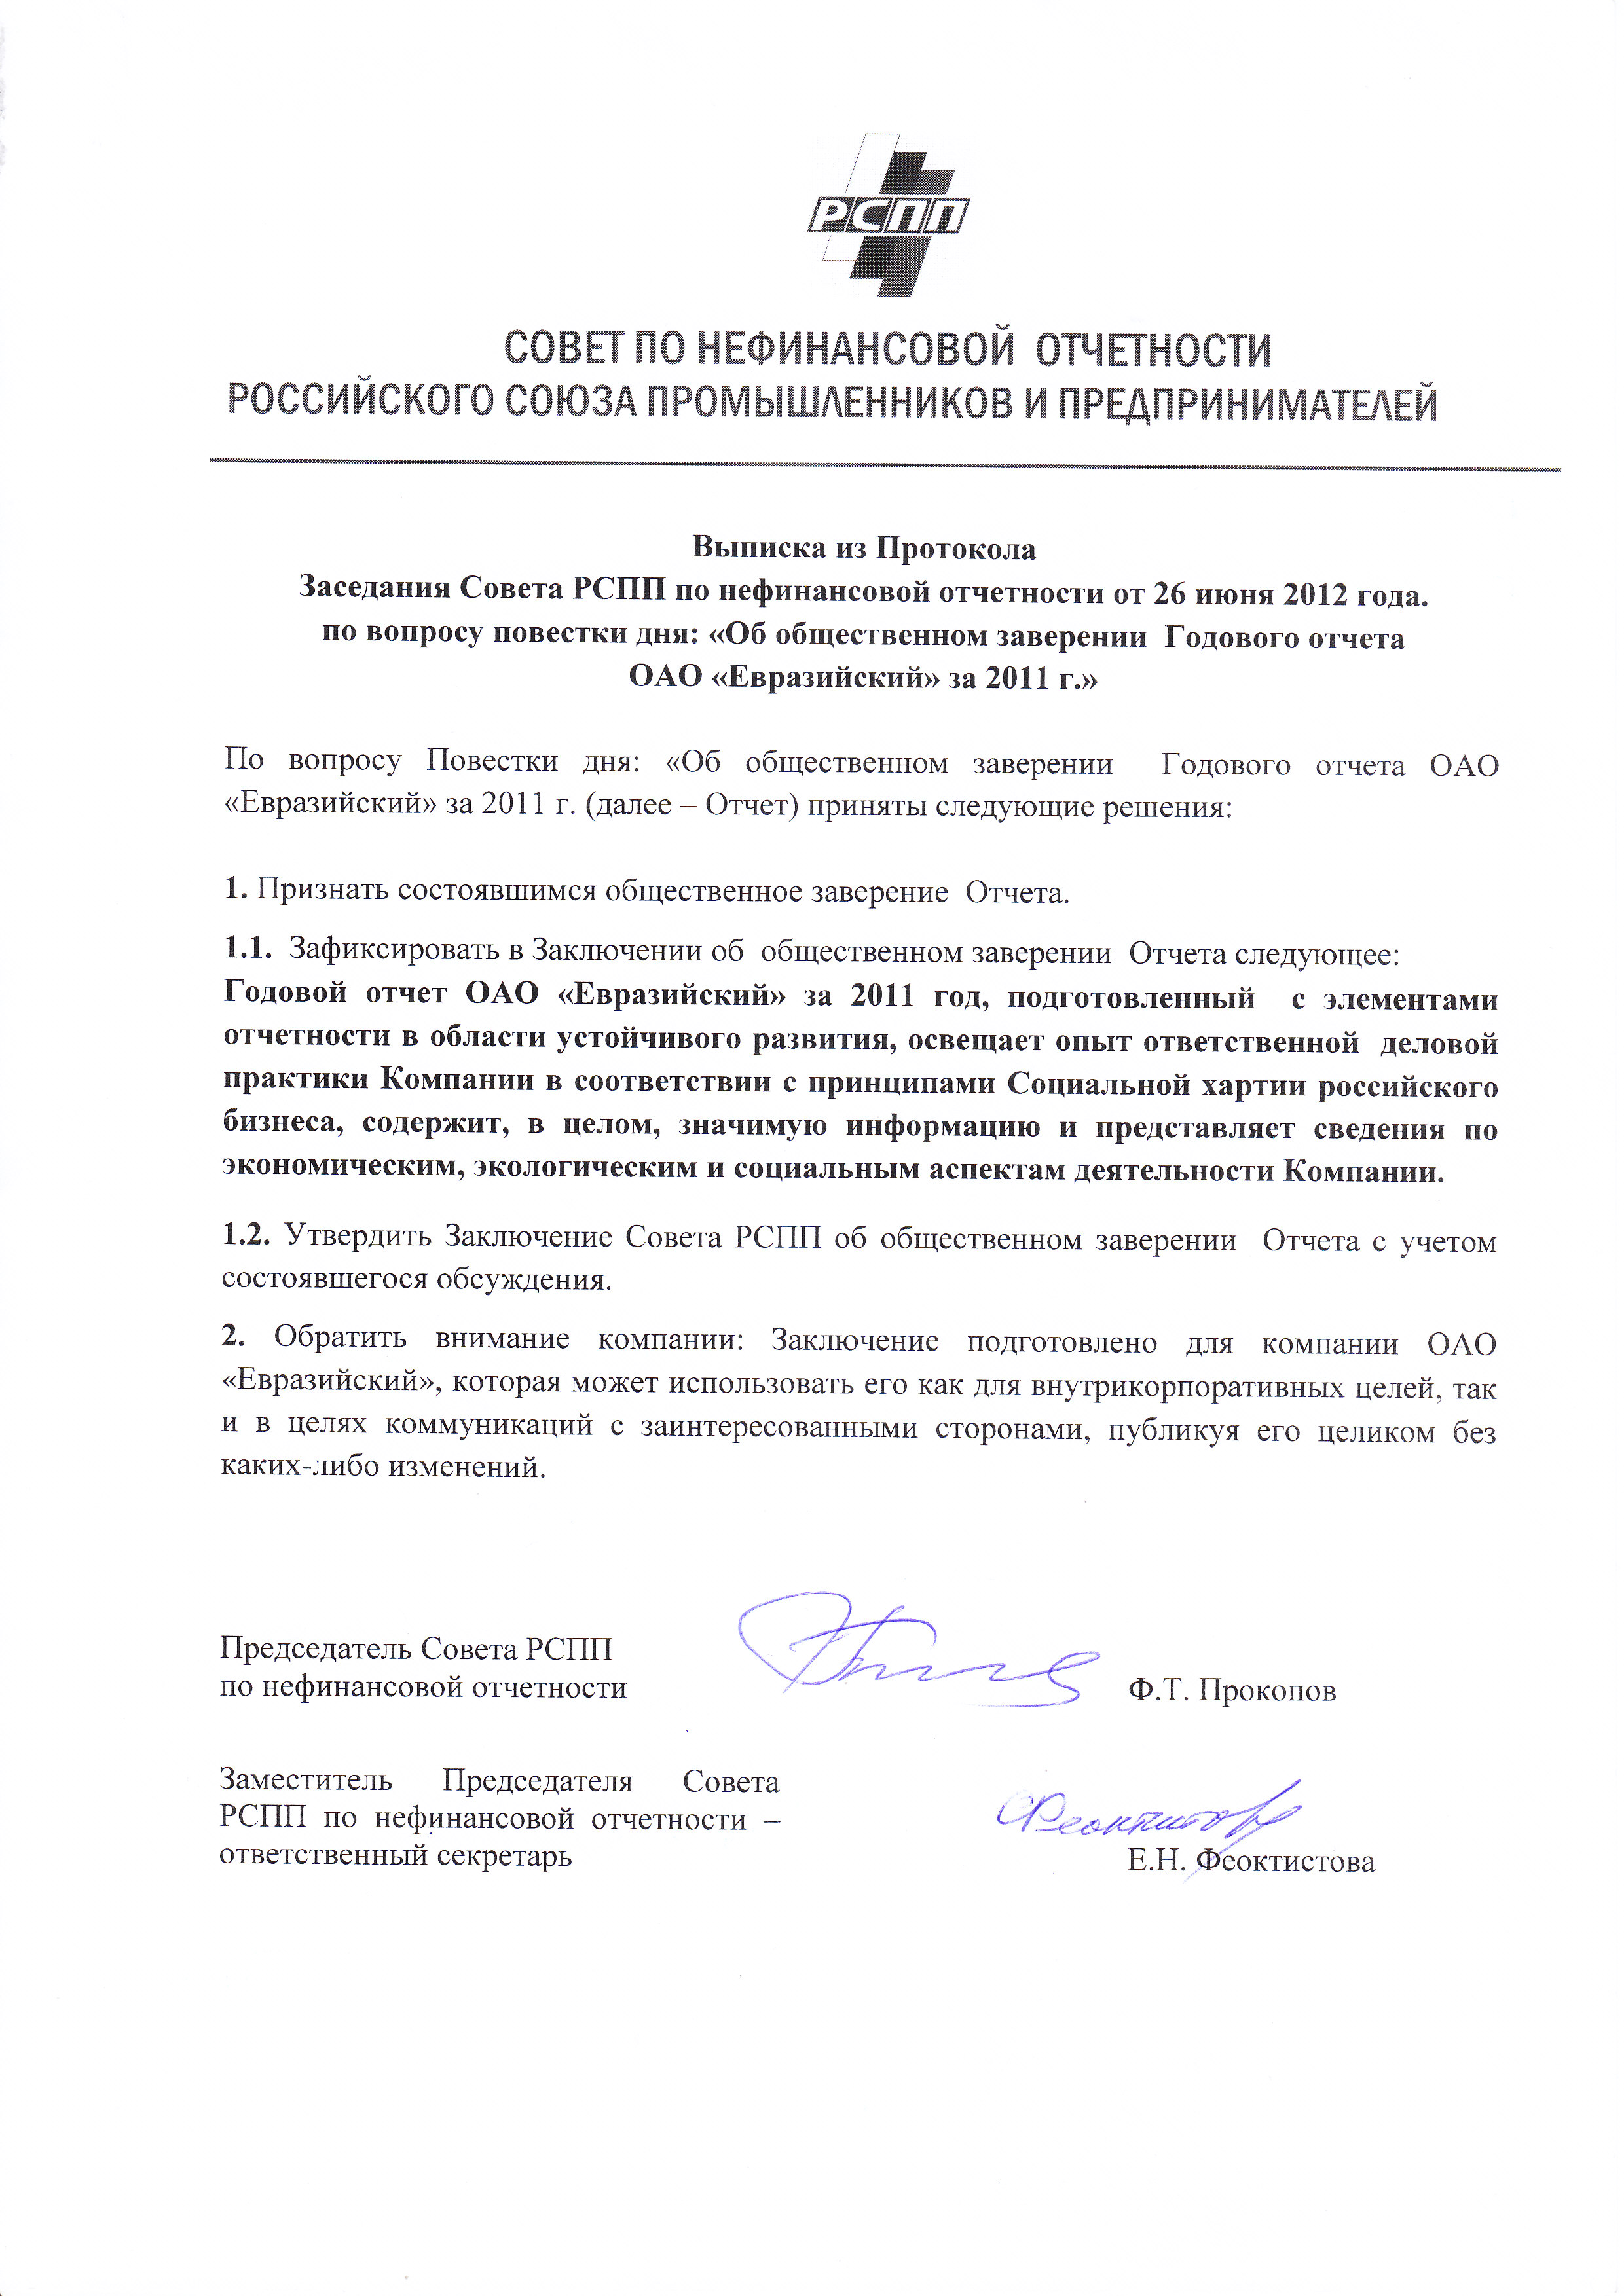 РСПП
СОВЕТ ПО НЕФИНАНСОВОЙ ОТЧЕТНОСТИ
РОССИЙСКОГО СОЮЗА ПРОМЫШЛЕННИКОВ И ПРЕДПРИНИМАТЕЛЕЙ
Выписка из Протокола
Заседания Совета РСПП по нефинансовой отчетности от 26 июня 2012 года.
по вопросу повестки дня: «Об общественном заверении Годового отчета
ОАО «Евразийский» за 2011 г.»
По вопросу Повестки дня: «Об общественном заверении Годового отчета ОАО
«Евразийский» за 2011 г. (далее – Отчет) приняты следующие решения:
1. Признать состоявшимся общественное заверение Отчета.
1.1. Зафиксировать в Заключении об общественном заверении Отчета следующее:
Годовой отчет ОАО «Евразийский» за 2011 год, подготовленный с элементами
отчетности в области устойчивого развития, освещает опыт ответственной деловой
практики Компании в соответствии с принципами Социальной хартии российского
бизнеса, содержит, в целом, значимую информацию и представляет сведения по
экономическим, экологическим и социальным аспектам деятельности Компании.
1.2. Утвердить Заключение Совета РСПП об общественном заверении Отчета с учетом
состоявшегося обсуждения.
2. Обратить внимание компании: Заключение подготовлено для компании ОАО
«Евразийский», которая может использовать его как для внутрикорпоративных целей, так
и в целях коммуникаций с заинтересованными сторонами, публикуя его целиком без
каких-либо изменений.
Председатель Совета РСПП
по нефинансовой отчетности Ф.Т. Прокопов
Заместитель Председателя Совета
РСПП по нефинансовой отчетности –
ответственный секретарь Е.Н. Феоктистова